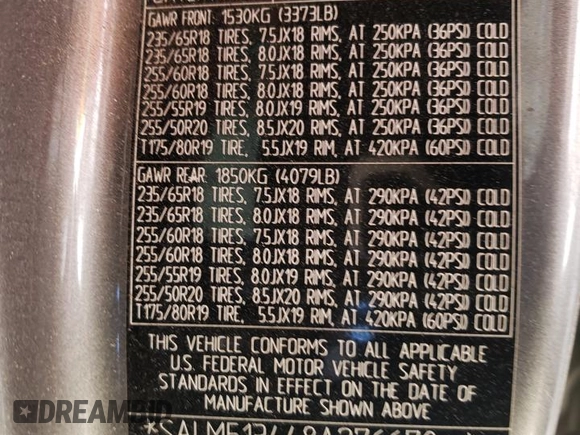 GAWR FRONT: 1530KG (3373LB)
235/65R18 TIRES, 7.5JX18 RIMS, AT 250KPA (36PSI) COLD
235/65R18 TIRES, 8.0JX18 RIMS, AT 250KPA (36PSI) COLD
255/60R18 TIRES, 7.5JX18 RIMS, AT 250KPA (36PSI) COLD
255/60R18 TIRES, 8.0JX18 RIMS, AT 250KPA (36PSI) COLD
255/55R19 TIRES, 8.0JX19 RIMS, AT 250KPA (36PSI) COLD
255/50R20 TIRES, 8.5JX20 RIMS, AT 250KPA (36PSI) COLD
T175/80R19 TIRE, 5.5JX19 RIM, AT 420KPA (60PSI) COLD
GAWR REAR: 1850KG (4079LB)
235/65R18 TIRES, 7.5JX18 RIMS, AT 290KPA (42PSI) COLD
235/65R18 TIRES, 8.0JX18 RIMS, AT 290KPA (42PSI) COLD
255/60R18 TIRES, 7.5JX18 RIMS, AT 290KPA (42PSI) COLD
255/60R18 TIRES, 8.0JX18 RIMS, AT 290KPA (42PSI) COLD
255/55R19 TIRES, 8.0JX19 RIMS, AT 290KPA (42PSI) COLD
255/50R20 TIRES, 8.5JX20 RIMS, AT 290KPA (42PSI) COLD
T175/80R19 TIRE, 5.5JX19 RIM, AT 420KPA (60PSI) COLD
THIS VEHICLE CONFORMS TO ALL APPLICABLE
U.S. FEDERAL MOTOR VEHICLE SAFETY
STANDARDS IN EFFECT ON THE DATE OF
MANUFACTURE SHOWN ABOVE
DREAMBID